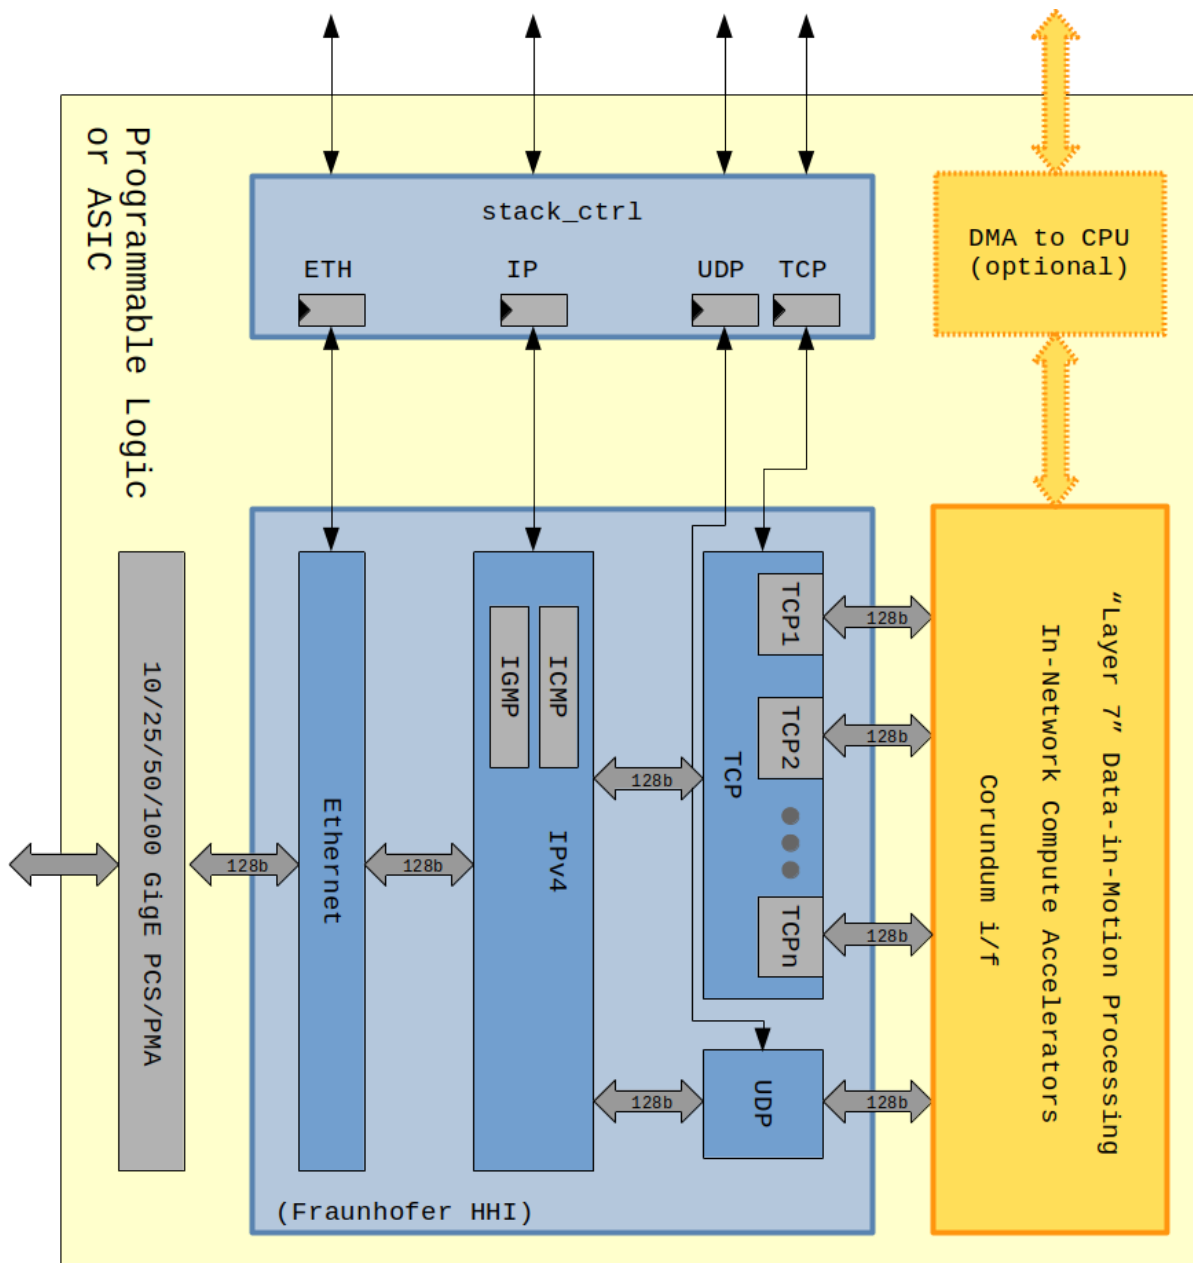 Programmable Logic
or ASIC
stack_ctrl
ETH
IP
UDP
TCP
DMA to CPU
(optional)
10/25/50/100 GigE PCS/PMA
128b
Ethernet
128b
IGMP
ICMP
IPv4
128b
128b
TCP
TCP1
TCP2
TCPn
UDP
128b
128b
128b
128b
“Layer 7” Data-in-Motion Processing
In-Network Compute Accelerators
Corundum i/f
(Fraunhofer HHI)